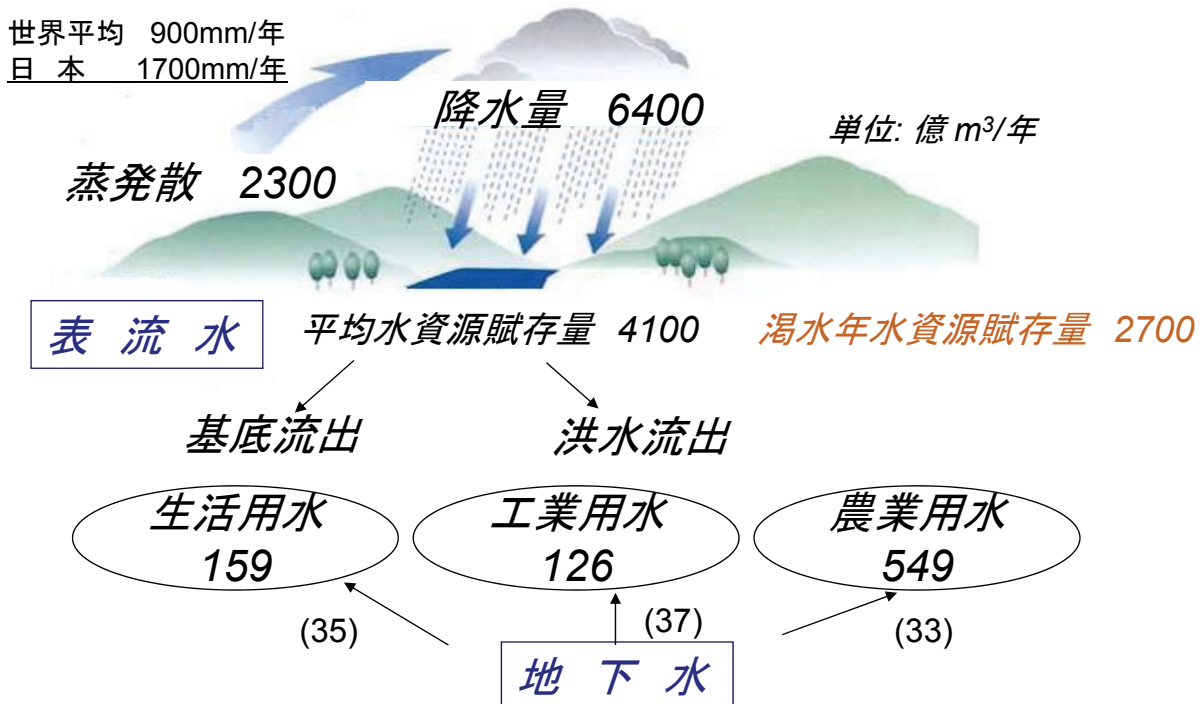 世界平均 900mm/年
日 本 1700mm/年
降水量 6400
単位: 億 m³/年
蒸発散 2300
表 流 水
平均水資源賦存量 4100
渇水年水資源賦存量 2700
基底流出
洪水流出
生活用水
159
工業用水
126
農業用水
549
(35)
(37)
(33)
地 下 水